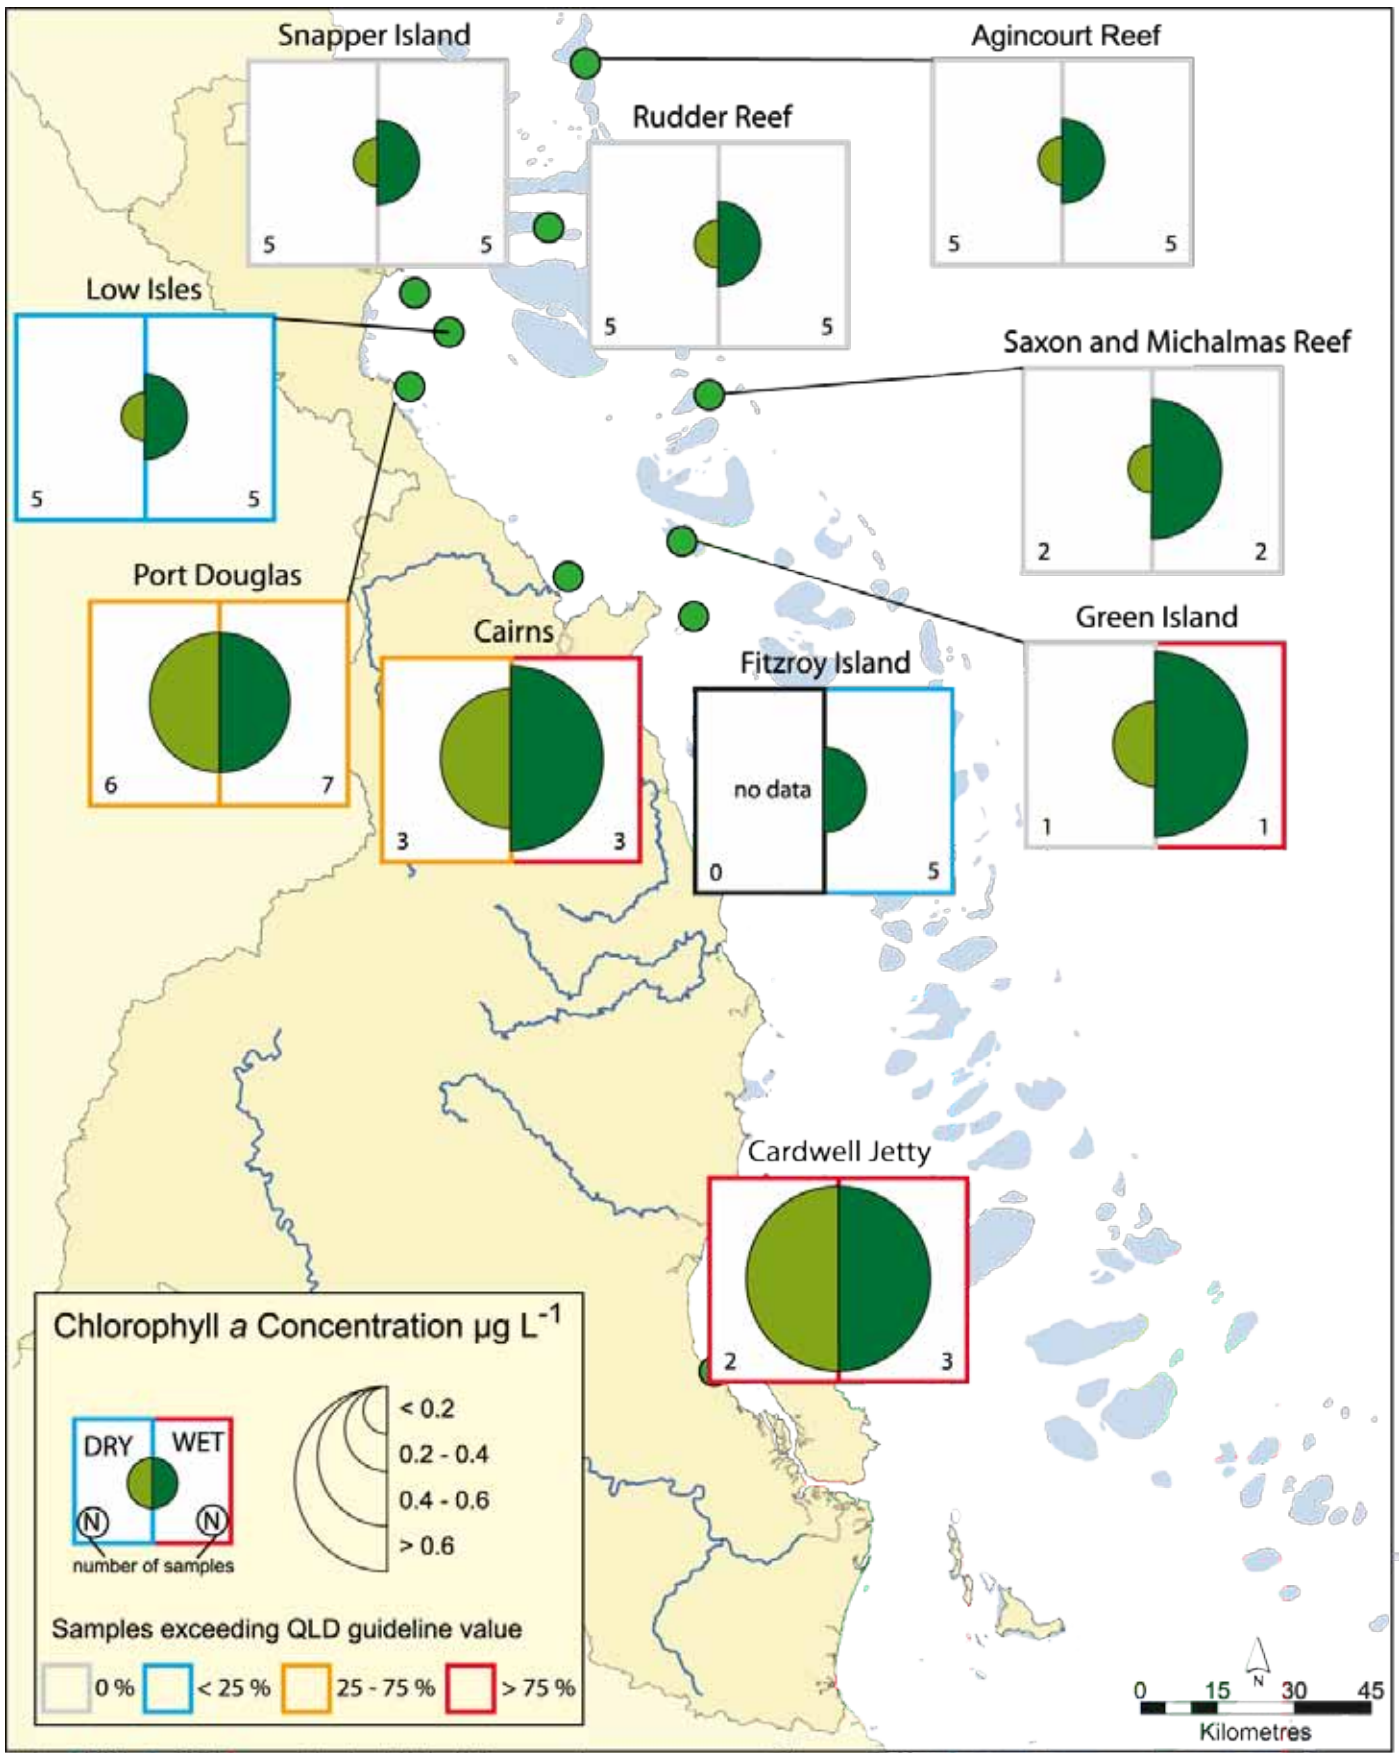 Snapper Island
5 5
Agincourt Reef
5 5
Rudder Reef
5 5
Low Isles
5 5
Saxon and Michalmas Reef
2 2
Port Douglas
6 7
Cairns
3 3
Fitzroy Island
no data
0 5
Green Island
1 1
Cardwell Jetty
2 3
Chlorophyll a Concentration µg L-1
DRY WET
N N
number of samples
< 0.2
0.2 - 0.4
0.4 - 0.6
> 0.6
Samples exceeding QLD guideline value
0 % < 25 % 25 - 75 % > 75 %
N
0 15 30 45
Kilometres